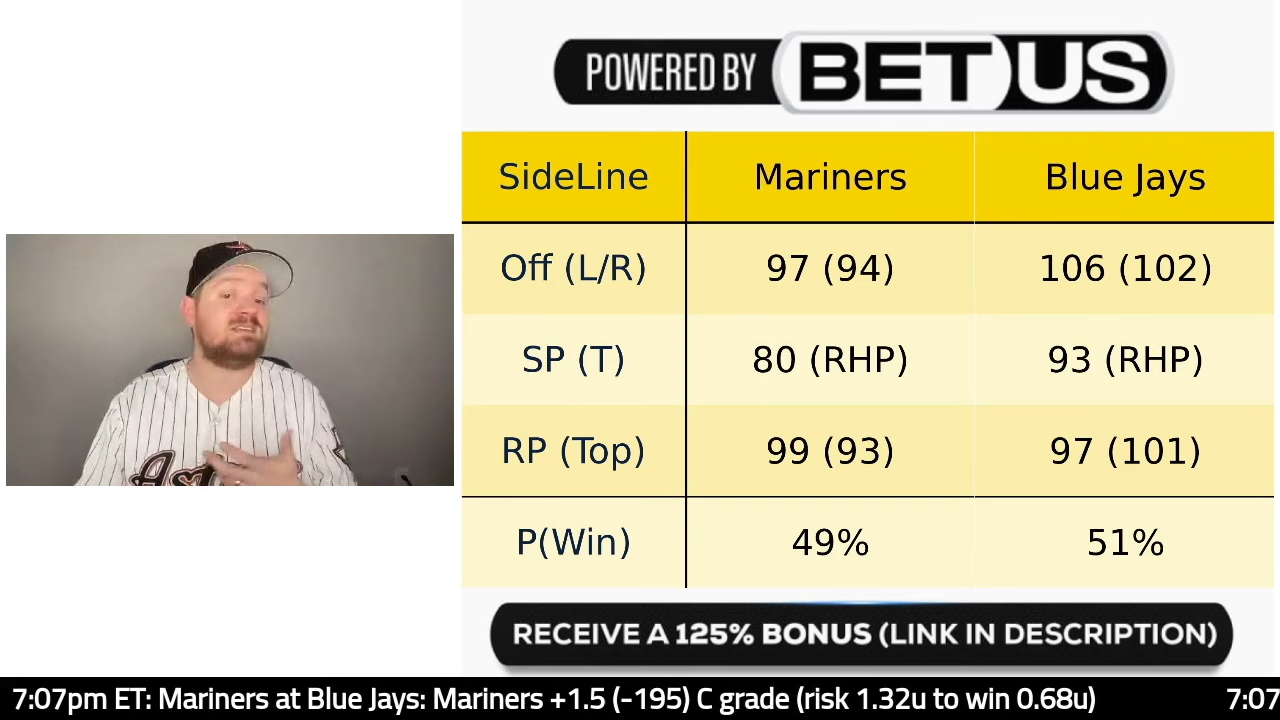 POWERED BY BETUS
SideLine Mariners Blue Jays
Off (L/R) 97 (94) 106 (102)
SP (T) 80 (RHP) 93 (RHP)
RP (Top) 99 (93) 97 (101)
P(Win) 49% 51%
RECEIVE A 125% BONUS (LINK IN DESCRIPTION)
7:07pm ET: Mariners at Blue Jays: Mariners +1.5 (-195) C grade (risk 1.32u to win 0.68u) 7:07